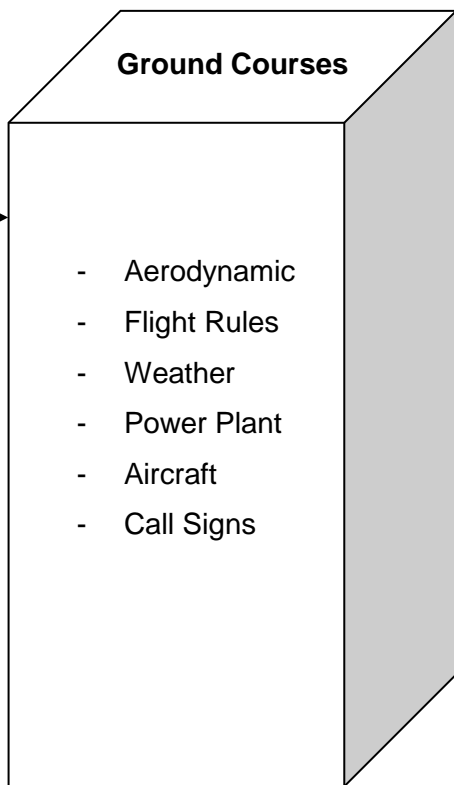 Ground Courses
- Aerodynamic
- Flight Rules
- Weather
- Power Plant
- Aircraft
- Call Signs